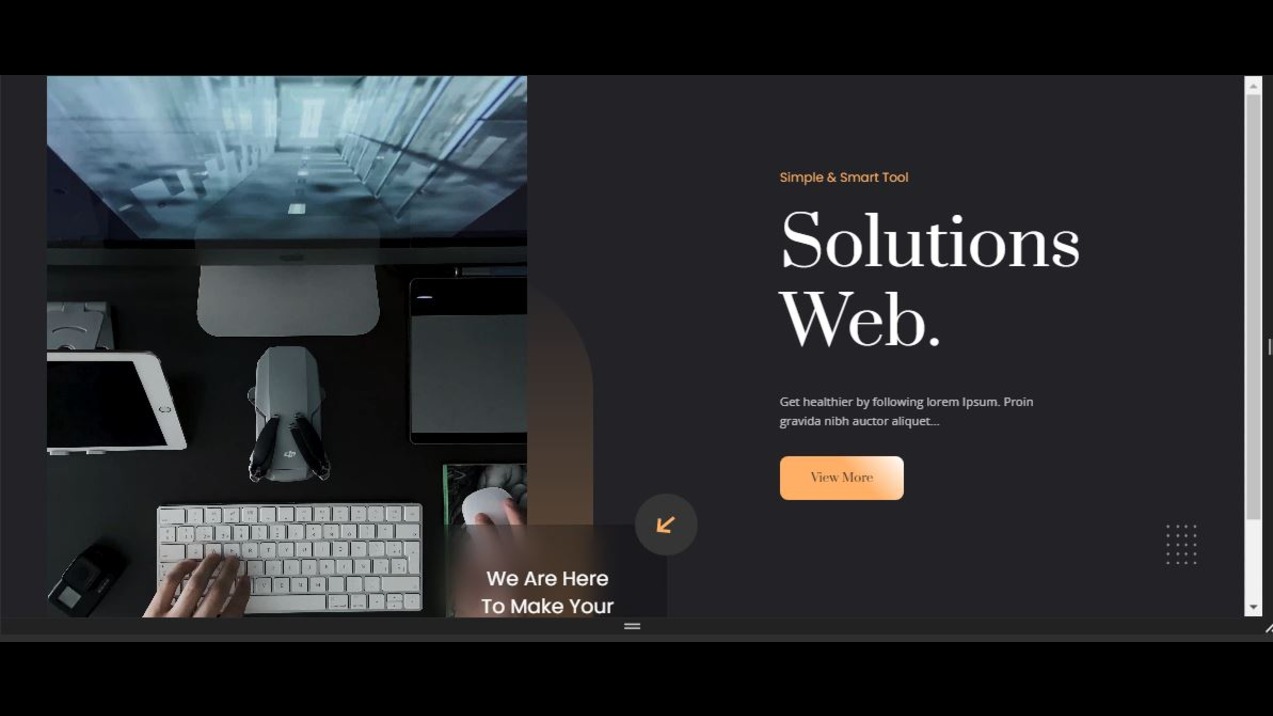 Simple & Smart Tool
Solutions
Web.
Get healthier by following lorem Ipsum. Proin
gravida nibh auctor aliquet...
View More
We Are Here
To Make Your